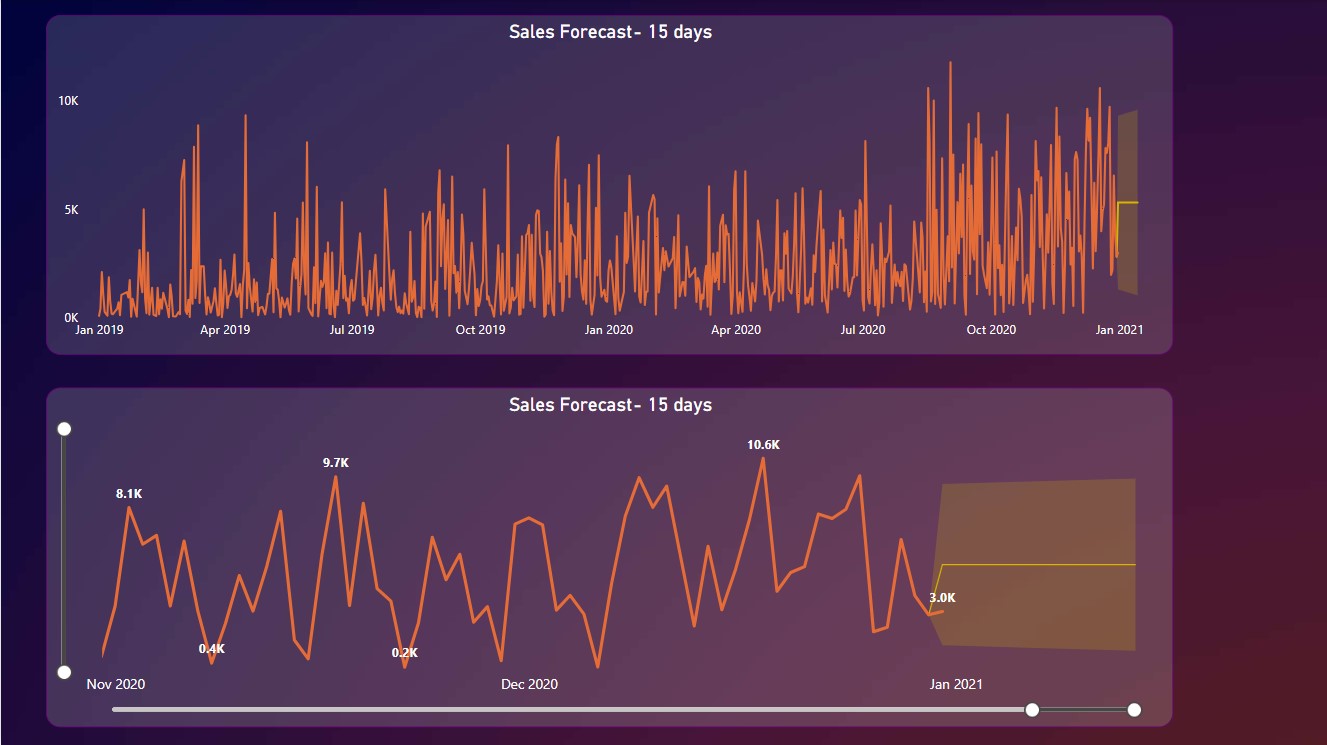 Sales Forecast- 15 days
10K
5K
0K
Jan 2019 Apr 2019 Jul 2019 Oct 2019 Jan 2020 Apr 2020 Jul 2020 Oct 2020 Jan 2021
Sales Forecast- 15 days
10.6K
9.7K
8.1K
3.0K
0.4K
0.2K
Nov 2020 Dec 2020 Jan 2021